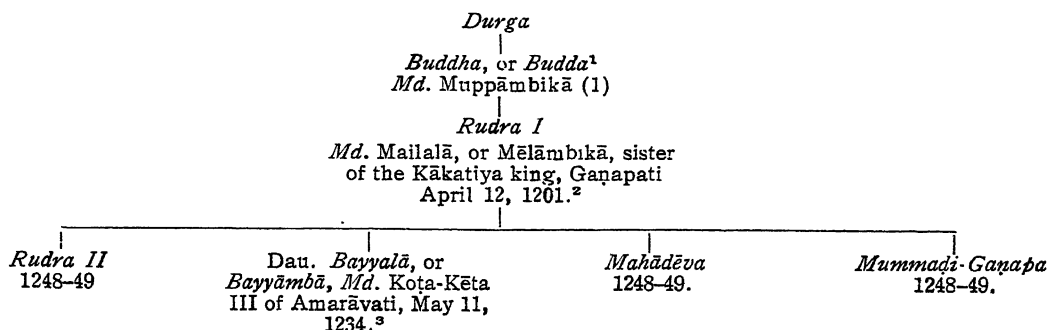 Durga
Buddha, or Budda¹
Md. Muppāmbikā (1)
Rudra I
Md. Mailalā, or Mēlāmbikā, sister
of the Kākatiya king, Gaṇapati
April 12, 1201.²
Rudra II
1248–49
Dau. Bayyalā, or
Bayyāmbā, Md. Koṭa-Kēta
III of Amarāvati, May 11,
1234.³
Mahādēva
1248–49.
Mummaḍi-Gaṇapa
1248–49.